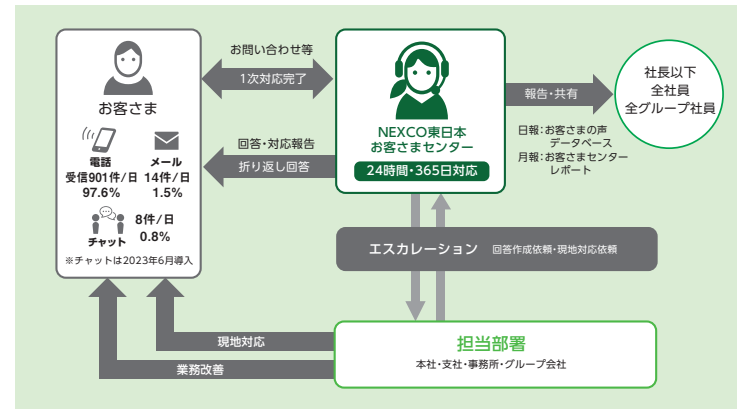 お客さま
電話
受信901件/日
97.6%
メール
14件/日
1.5%
チャット
8件/日
0.8%
※チャットは2023年6月導入
お問い合わせ等
1次対応完了
回答・対応報告
折り返し回答
NEXCO東日本
お客さまセンター
24時間・365日対応
報告・共有
日報：お客さまの声
データベース
月報：お客さまセンター
レポート
社長以下
全社員
全グループ社員
エスカレーション 回答作成依頼・現地対応依頼
現地対応
業務改善
担当部署
本社・支社・事務所・グループ会社